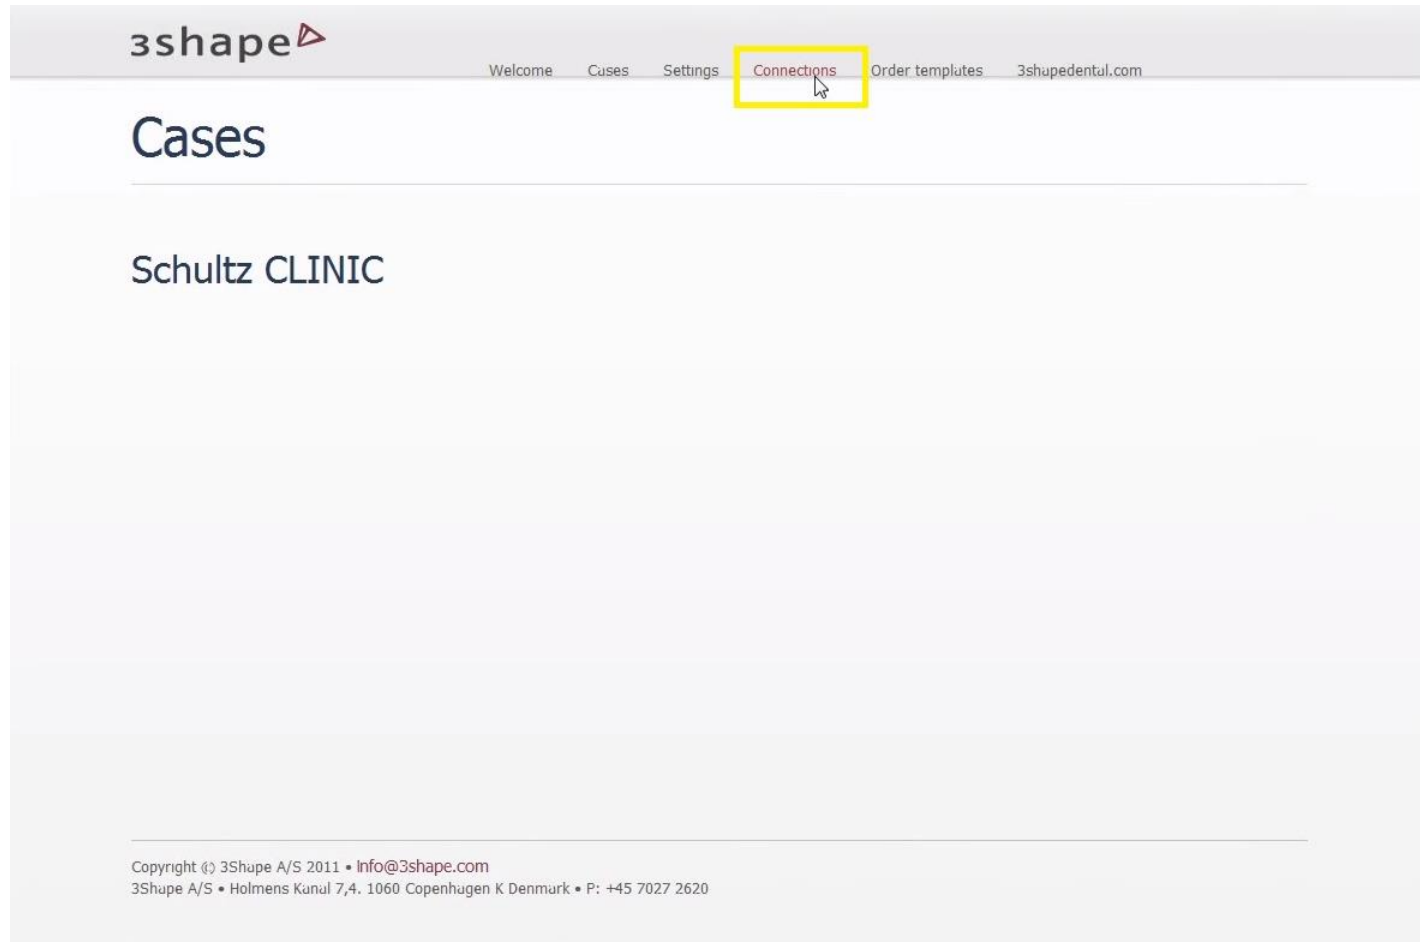 3shape
Welcome Cases Settings Connections Order templates 3shapedental.com
Cases
Schultz CLINIC
Copyright © 3Shape A/S 2011 • Info@3shape.com
3Shape A/S • Holmens Kanal 7,4. 1060 Copenhagen K Denmark • P: +45 7027 2620